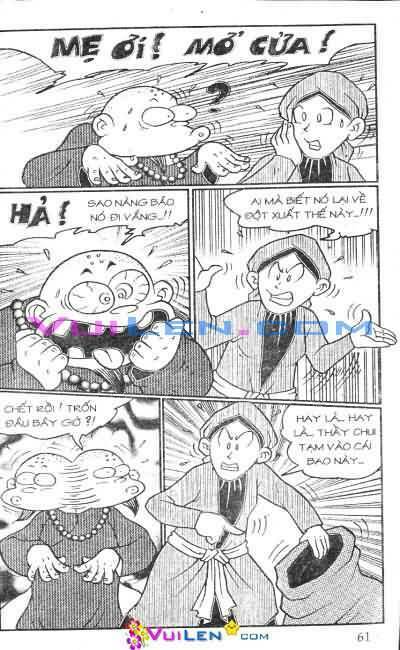 MẸ ƠI! MỞ CỬA!
?
HẢ!
SAO NÀNG BẢO
NÓ ĐI VẮNG...!!
AI MÀ BIẾT NÓ LẠI VỀ
ĐỘT XUẤT THẾ NÀY...!!!
VUILEN.COM
CHẾT RỒI! TRỐN
ĐÂU BÂY GIỜ?!
HAY LÀ... HAY
LÀ... THẦY CHUI
TẠM VÀO CÁI
BAO NÀY...
61
VUILEN.COM